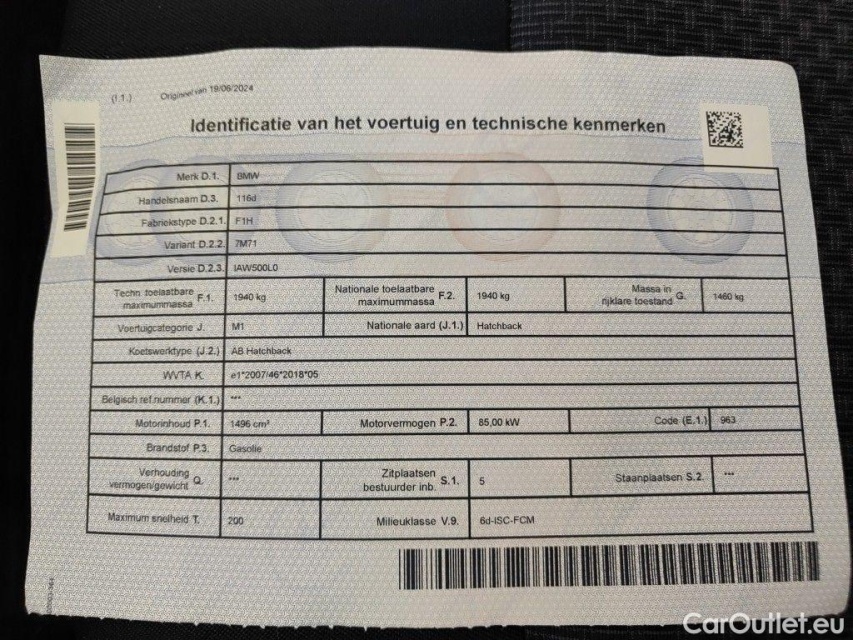 (I.1.) Origineel van 19/06/2024
Identificatie van het voertuig en technische kenmerken
Merk D.1. BMW
Handelsnaam D.3. 116d
Fabriekstype D.2.1. F1H
Variant D.2.2. 7M71
Versie D.2.3. IAW500L0
Techn. toelaatbare maximummassa F.1. 1940 kg Nationale toelaatbare maximummassa F.2. 1940 kg Massa in rijklare toestand G. 1460 kg
Voertuigcategorie J. M1 Nationale aard (J.1.) Hatchback
Koetswerktype (J.2.) AB Hatchback
WVTA K. e1*2007/46*2018*05
Belgisch ref.nummer (K.1.) ***
Motorinhoud P.1. 1496 cm³ Motorvermogen P.2. 85,00 kW Code (E.1.) 963
Brandstof P.3. Gasolie
Verhouding vermogen/gewicht Q. *** Zitplaatsen bestuurder inb. S.1. 5 Staanplaatsen S.2. ***
Maximum snelheid T. 200 Milieuklasse V.9. 6d-ISC-FCM
CarOutlet.eu